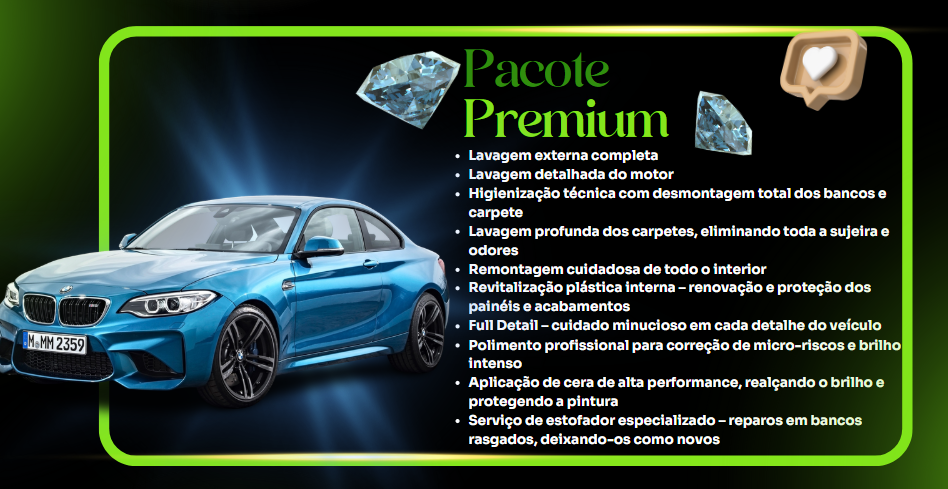 Pacote
Premium
• Lavagem externa completa
• Lavagem detalhada do motor
• Higienização técnica com desmontagem total dos bancos e
carpete
• Lavagem profunda dos carpetes, eliminando toda a sujeira e
odores
• Remontagem cuidadosa de todo o interior
• Revitalização plástica interna – renovação e proteção dos
painéis e acabamentos
• Full Detail – cuidado minucioso em cada detalhe do veículo
• Polimento profissional para correção de micro-riscos e brilho
intenso
• Aplicação de cera de alta performance, realçando o brilho e
protegendo a pintura
• Serviço de estofador especializado – reparos em bancos
rasgados, deixando-os como novos
M MM 2359